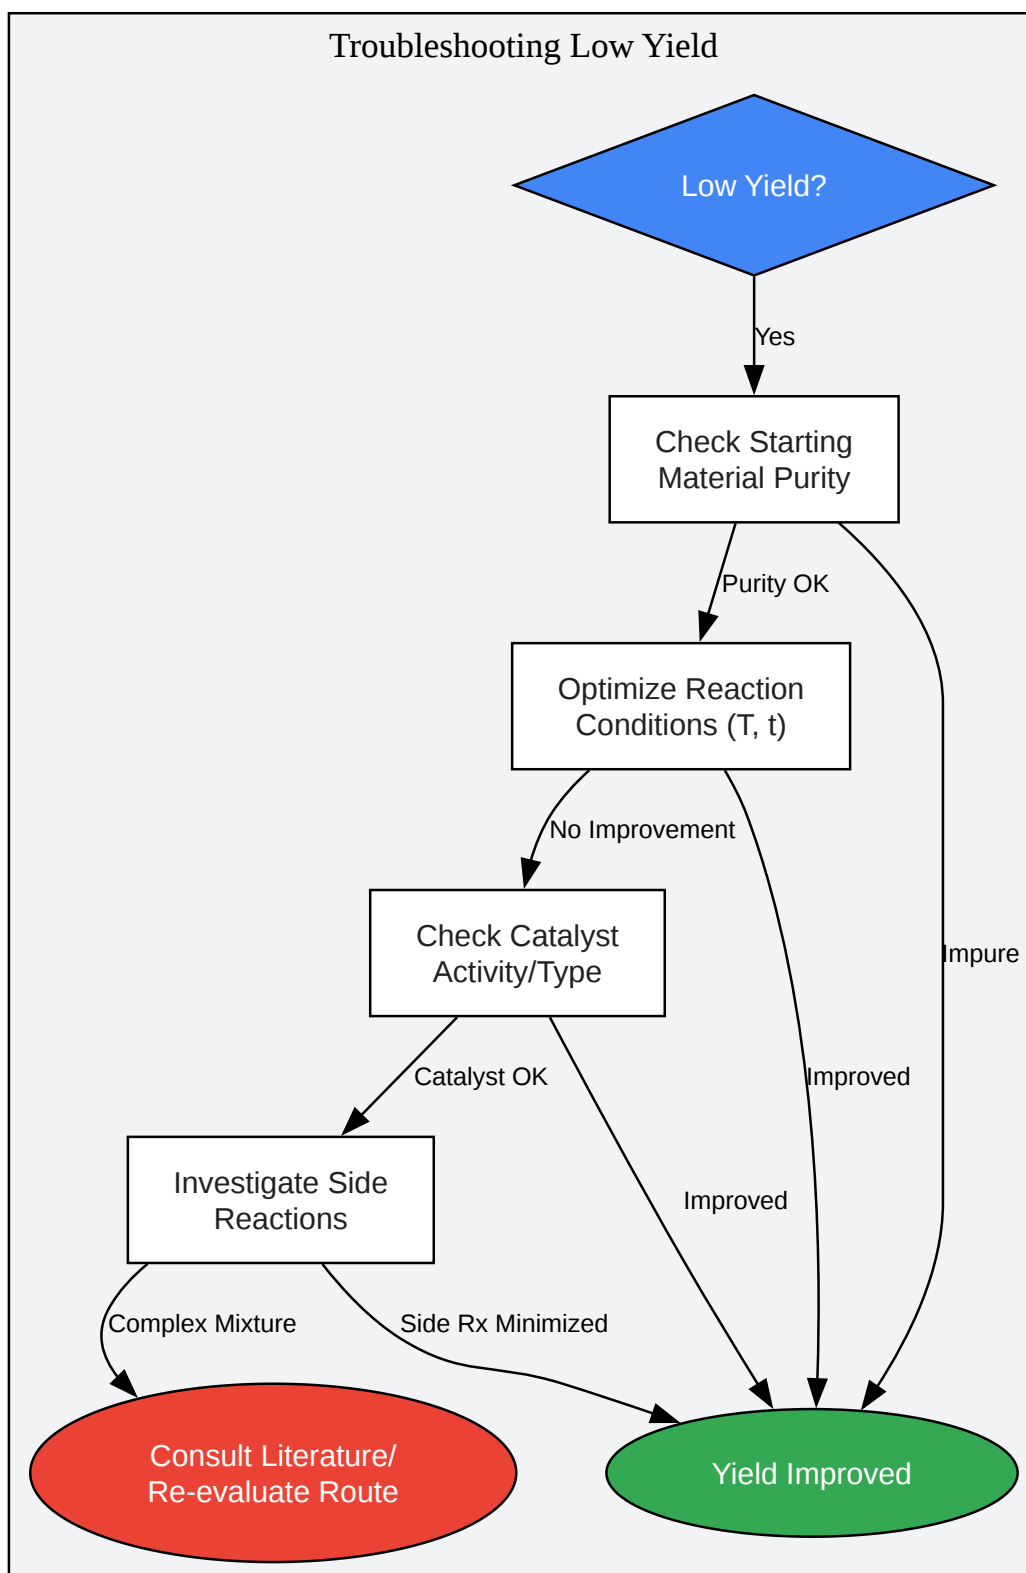 Troubleshooting Low Yield
Low Yield?
Yes
Check Starting
Material Purity
Purity OK
Optimize Reaction
Conditions (T, t)
No Improvement
Check Catalyst
Activity/Type
Impure
Catalyst OK
Improved
Investigate Side
Reactions
Improved
Complex Mixture
Side Rx Minimized
Consult Literature/
Re-evaluate Route
Yield Improved